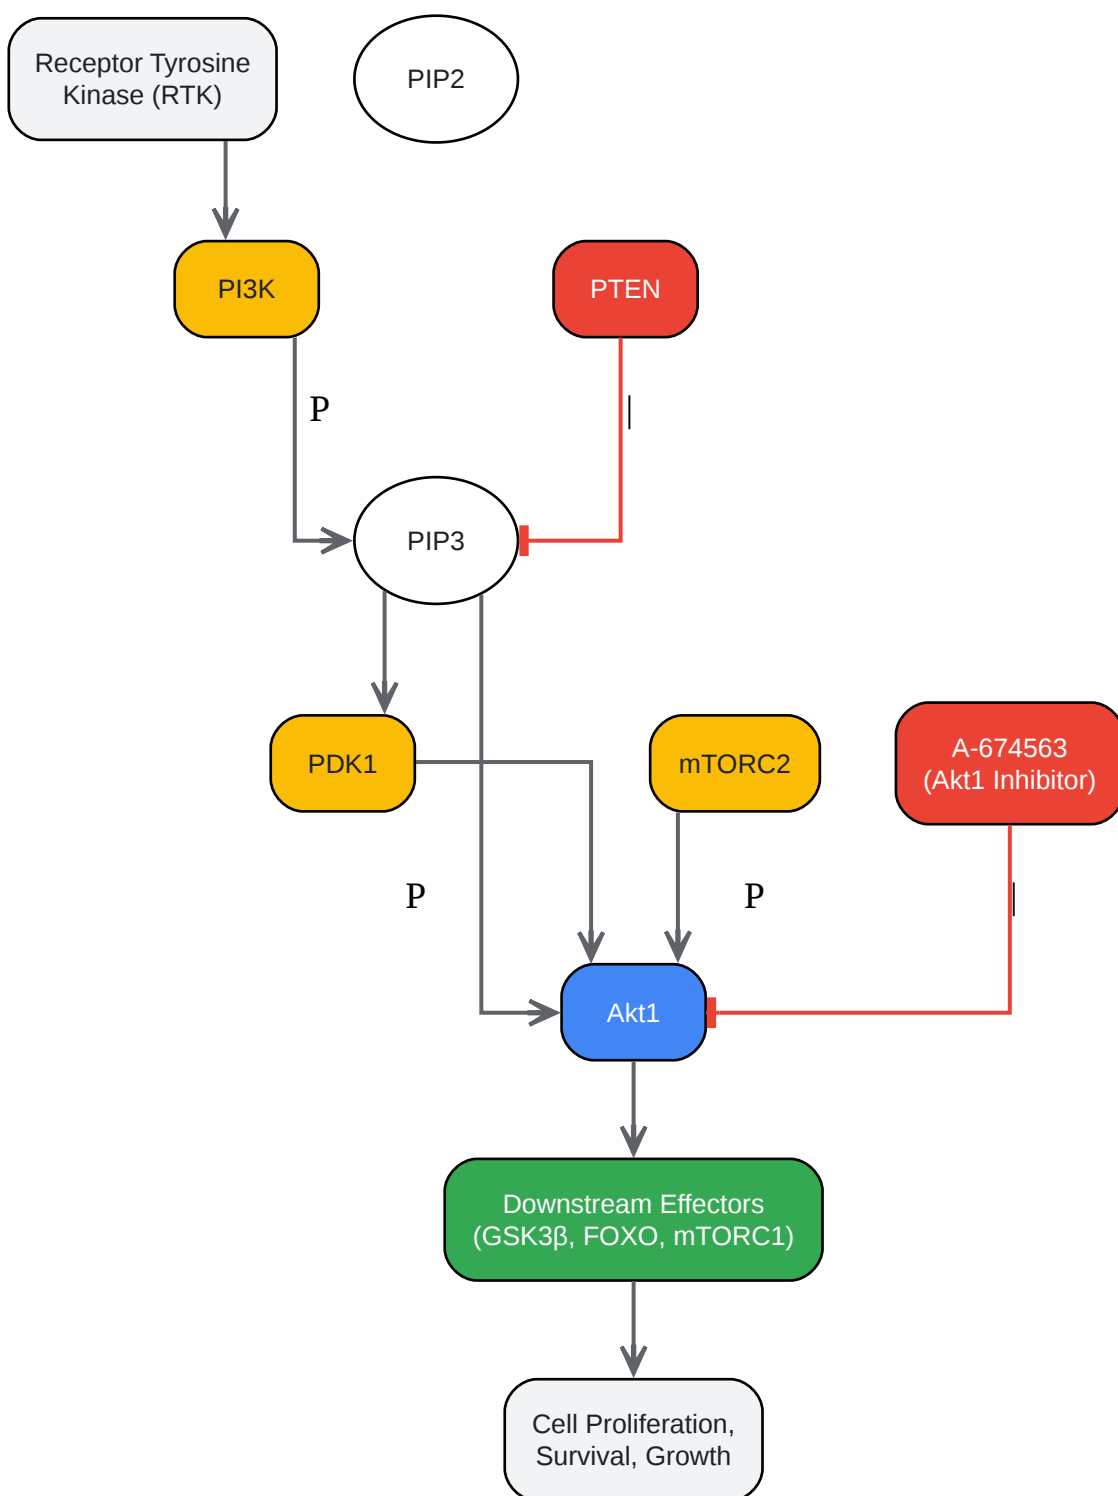 Receptor Tyrosine
Kinase (RTK)
PIP2
PI3K
PTEN
P
|
PIP3
PDK1
mTORC2
A-674563
(Akt1 Inhibitor)
P
P
|
Akt1
Downstream Effectors
(GSK3β, FOXO, mTORC1)
Cell Proliferation,
Survival, Growth